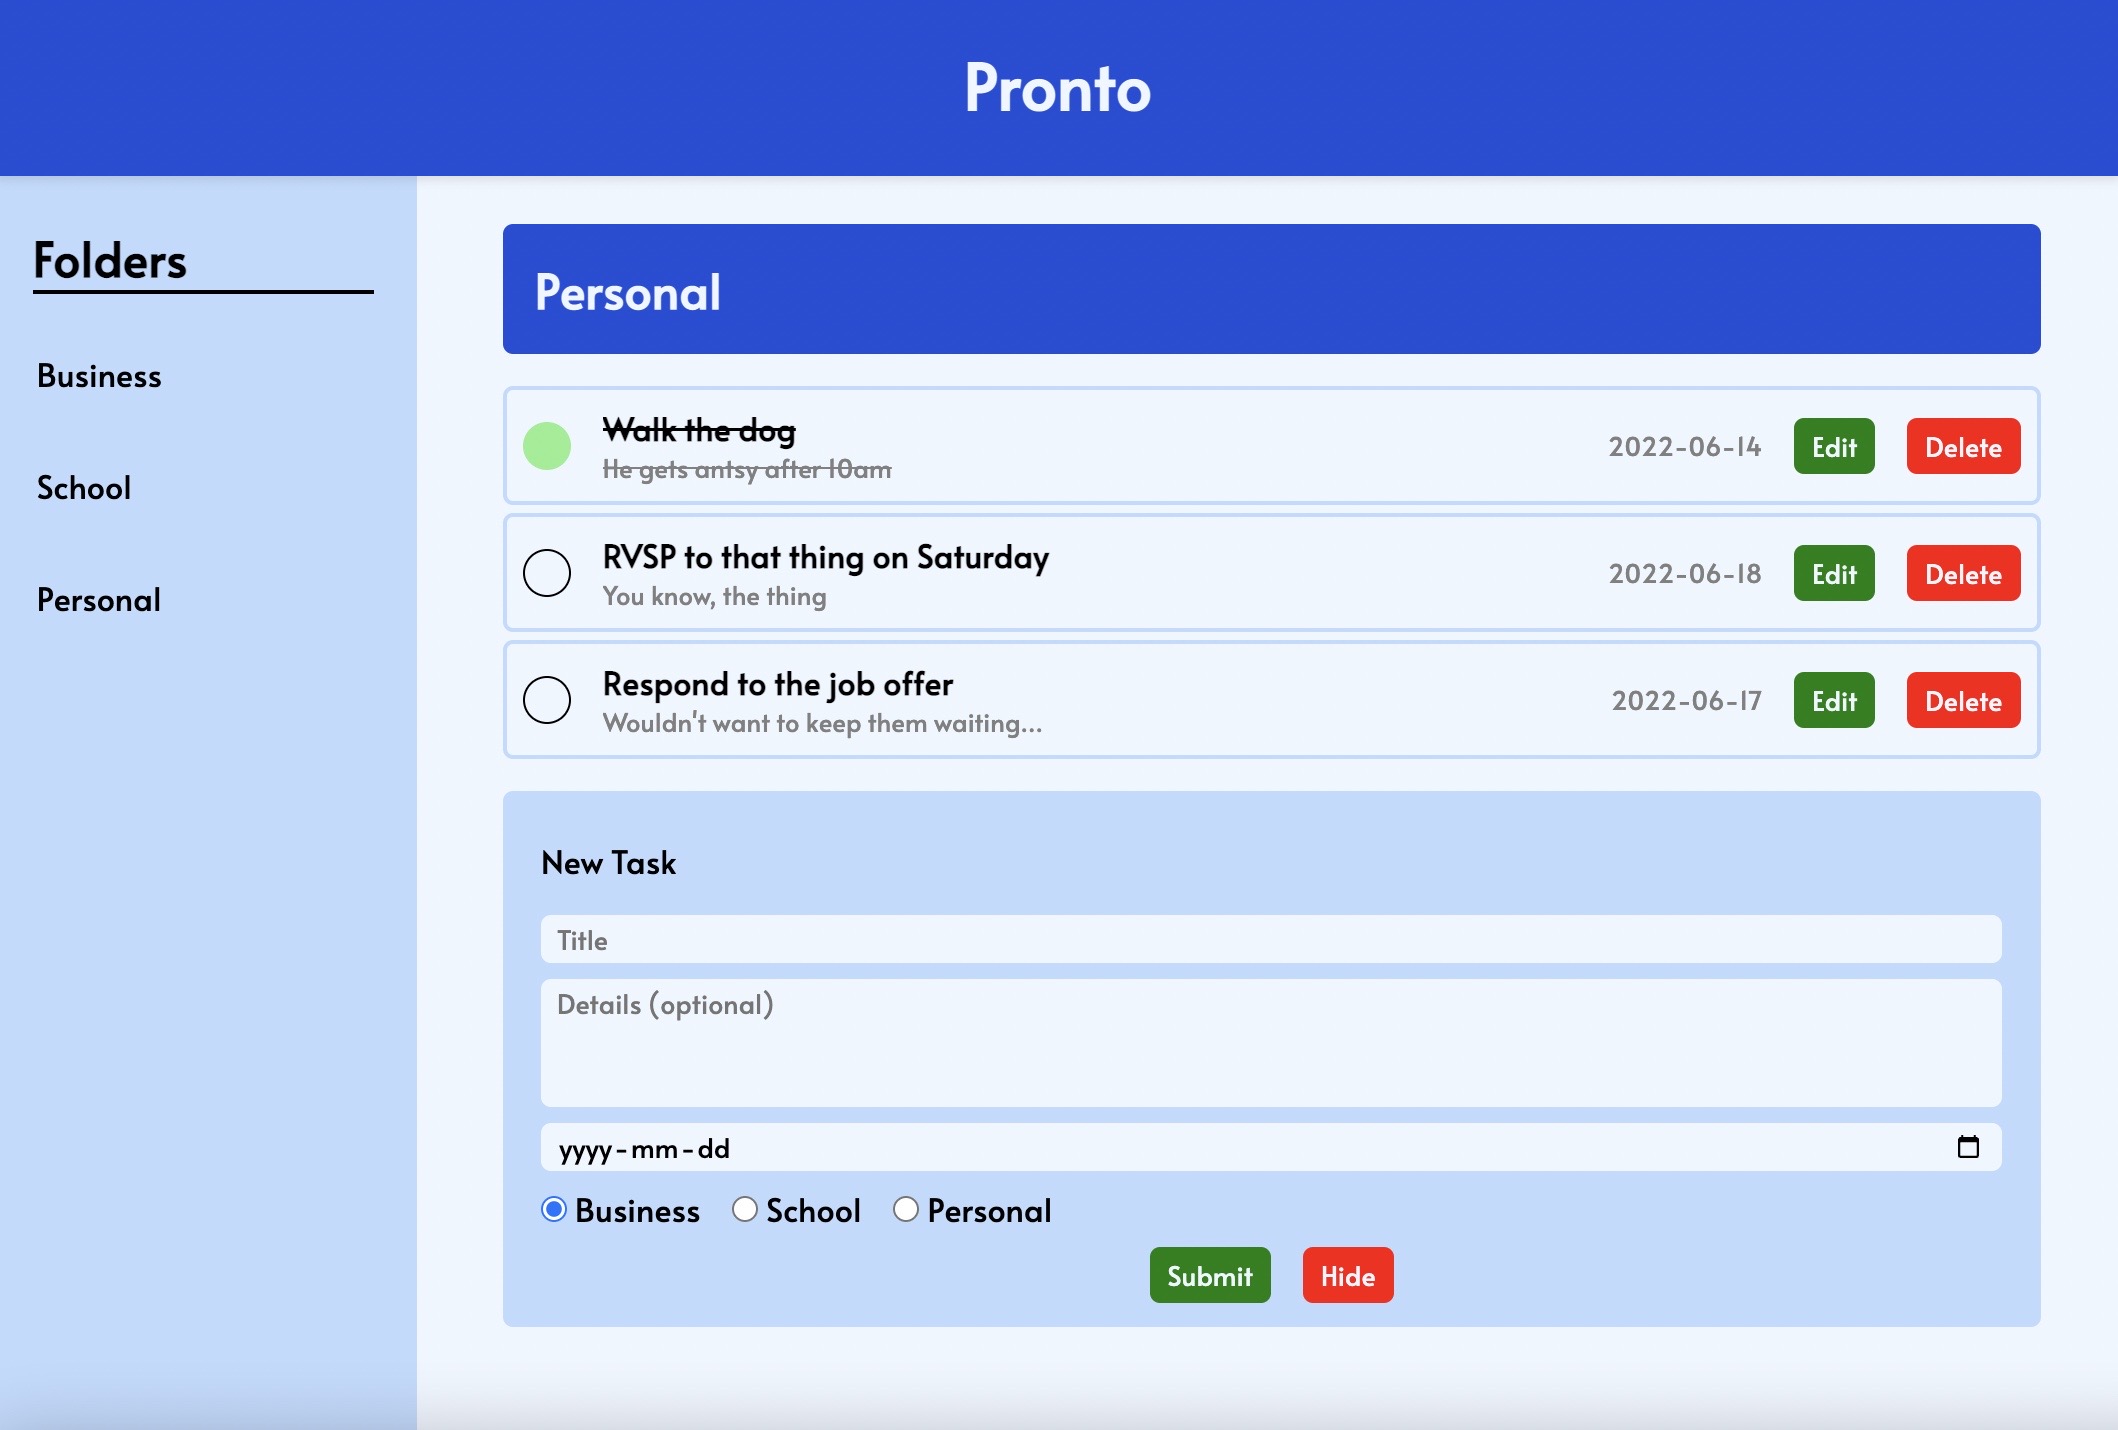 Pronto
Folders
Business
School
Personal
Personal
Walk the dog
He gets antsy after 10am
2022-06-14 Edit Delete
RVSP to that thing on Saturday
You know, the thing
2022-06-18 Edit Delete
Respond to the job offer
Wouldn't want to keep them waiting...
2022-06-17 Edit Delete
New Task
Title
Details (optional)
yyyy-mm-dd
Business School Personal
Submit Hide